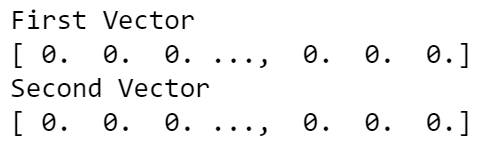 First Vector
[ 0.  0.  0. ...,  0.  0.  0.]
Second Vector
[ 0.  0.  0. ...,  0.  0.  0.]